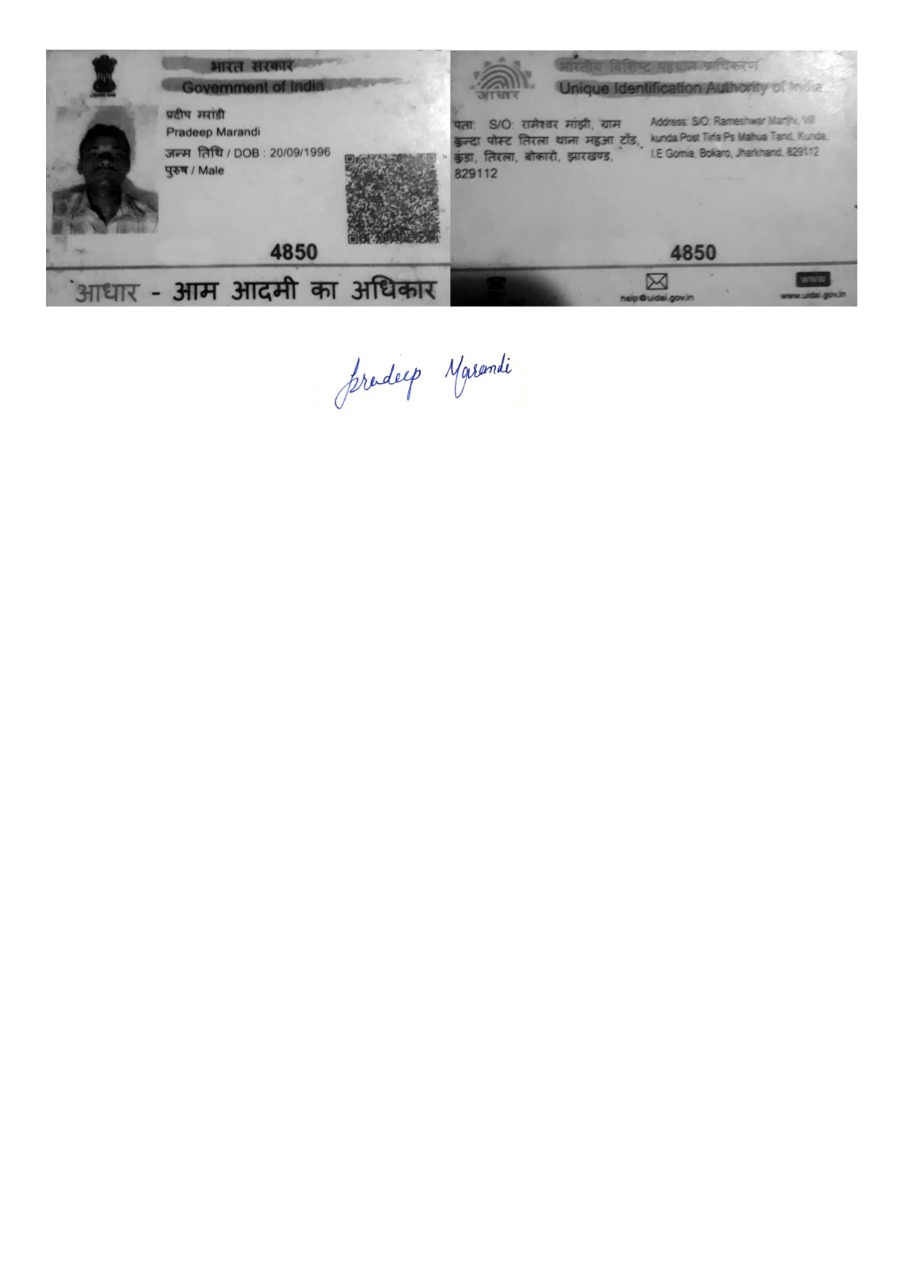 भारत सरकार
Government of India
प्रदीप मरांडी
Pradeep Marandi
जन्म तिथि / DOB : 20/09/1996
पुरुष / Male
4850
आधार - आम आदमी का अधिकार
भारतीय विशिष्ट पहचान प्राधिकरण
Unique Identification Authority of India
आधार
पता: S/O: रामेश्वर मांझी, ग्राम
कुन्दा पोस्ट तिरला थाना महुआ टाँड,
कुंडा, तिरला, बोकारो, झारखण्ड,
829112
Address: S/O: Rameshwar Manjhi, Vill
kunda Post Tirla Ps Mahua Tand, Kunda,
I.E Gomia, Bokaro, Jharkhand, 829112
4850
help@uidai.gov.in
www
www.uidai.gov.in
Pradeep Marandi